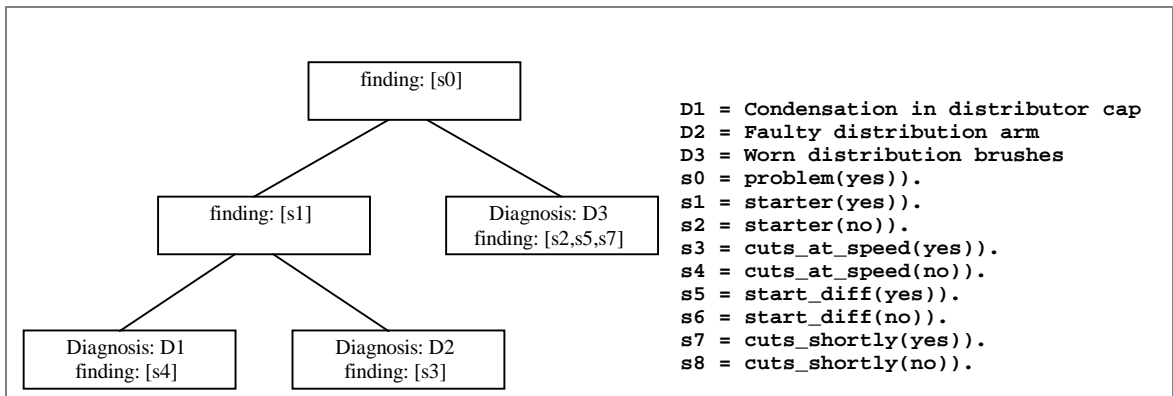 finding: [s0]
finding: [s1]
Diagnosis: D3
finding: [s2,s5,s7]
Diagnosis: D1
finding: [s4]
Diagnosis: D2
finding: [s3]
D1 = Condensation in distributor cap
D2 = Faulty distribution arm
D3 = Worn distribution brushes
s0 = problem(yes)).
s1 = starter(yes)).
s2 = starter(no)).
s3 = cuts_at_speed(yes)).
s4 = cuts_at_speed(no)).
s5 = start_diff(yes)).
s6 = start_diff(no)).
s7 = cuts_shortly(yes)).
s8 = cuts_shortly(no)).